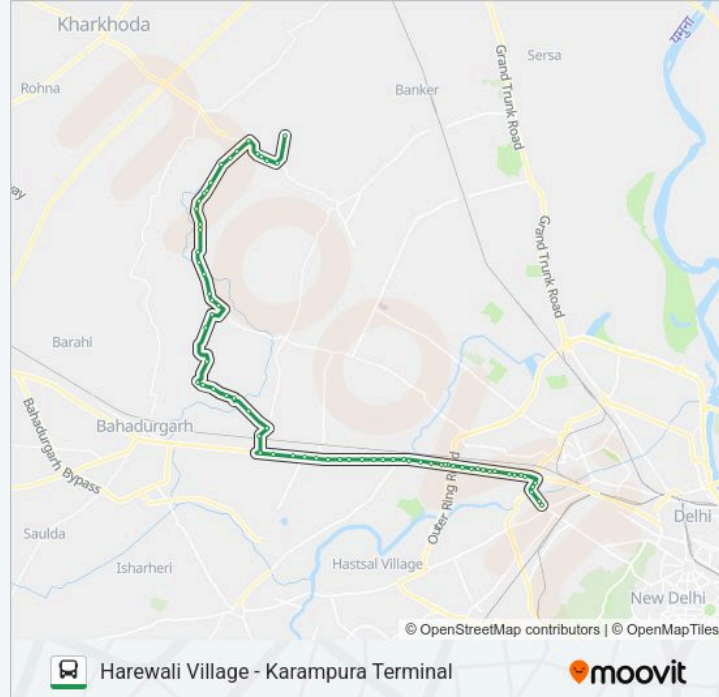 Kharkhoda
Rohna
Sersa
Banker
Grand Trunk Road
यमुना
way
Grand Trunk Road
Barahi
Bahadurgarh
Bahadurgarh Bypass
Outer Ring Road
Saulda
Isharheri
Hastsal Village
Delhi
New Delhi
© OpenStreetMap contributors | © OpenMapTiles
Harewali Village - Karampura Terminal
moovit